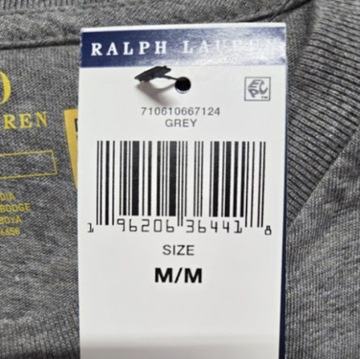 RALPH LAUREN
710610667124
GREY
1 96206 36441 8
SIZE
M/M
REN